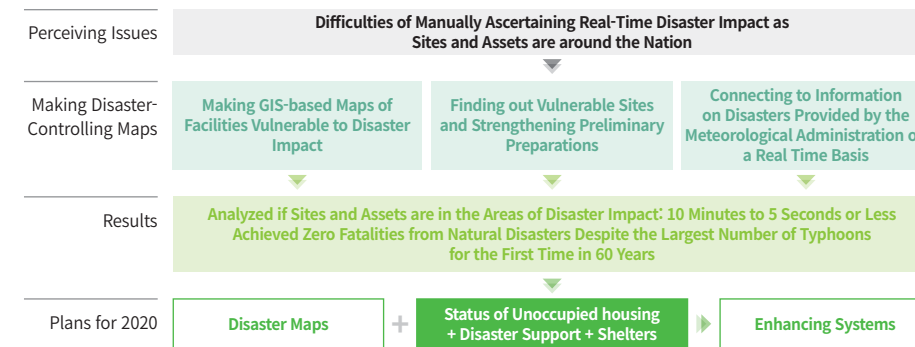 Perceiving Issues
Difficulties of Manually Ascertaining Real-Time Disaster Impact as
Sites and Assets are around the Nation
Making Disaster-
Controlling Maps
Making GIS-based Maps of
Facilities Vulnerable to Disaster
Impact
Finding out Vulnerable Sites
and Strengthening Preliminary
Preparations
Connecting to Information
on Disasters Provided by the
Meteorological Administration
a Real Time Basis
Results
Analyzed if Sites and Assets are in the Areas of Disaster Impact: 10 Minutes to 5 Seconds or Less
Achieved Zero Fatalities from Natural Disasters Despite the Largest Number of Typhoons
for the First Time in 60 Years
Plans for 2020
Disaster Maps
+
Status of Unoccupied housing
+ Disaster Support + Shelters
Enhancing Systems